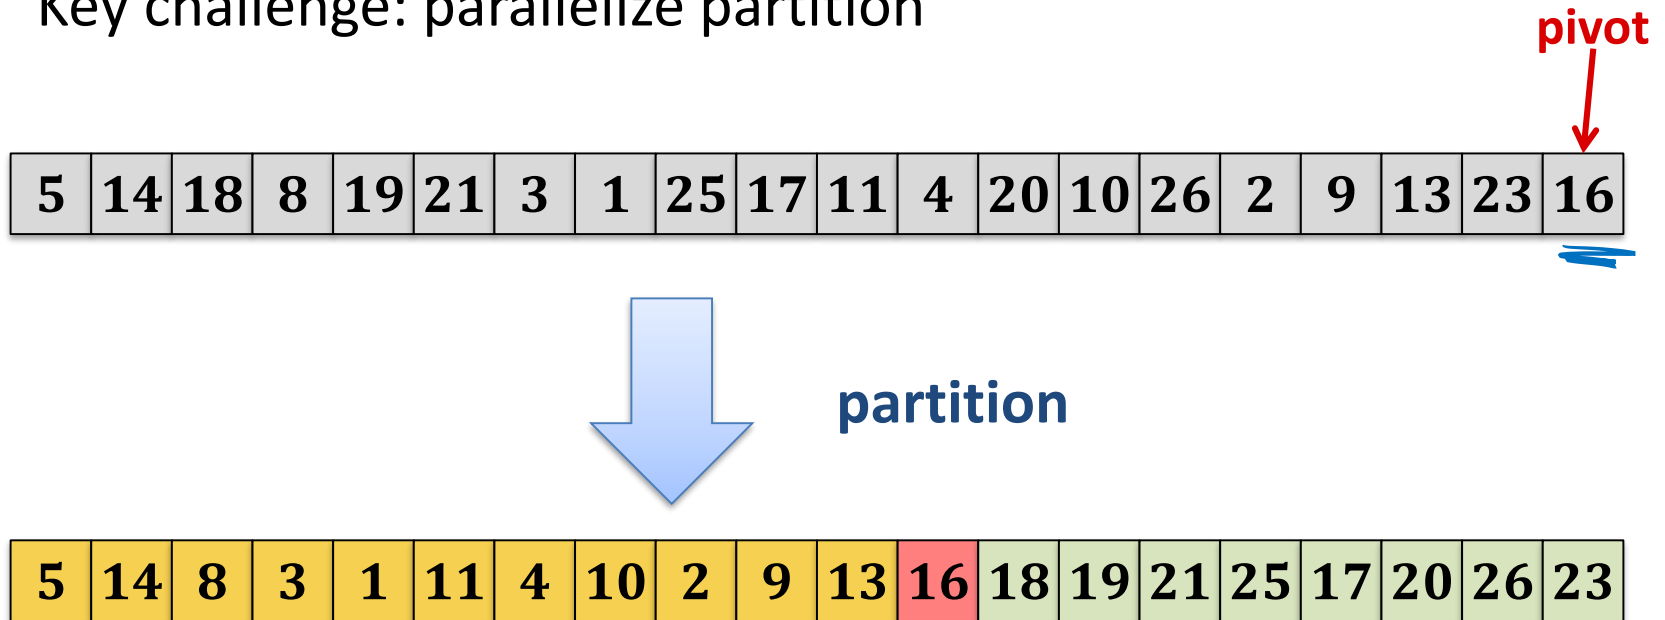 Key challenge: parallelize partition
pivot
5 14 18 8 19 21 3 1 25 17 11 4 20 10 26 2 9 13 23 16
partition
5 14 8 3 1 11 4 10 2 9 13 16 18 19 21 25 17 20 26 23